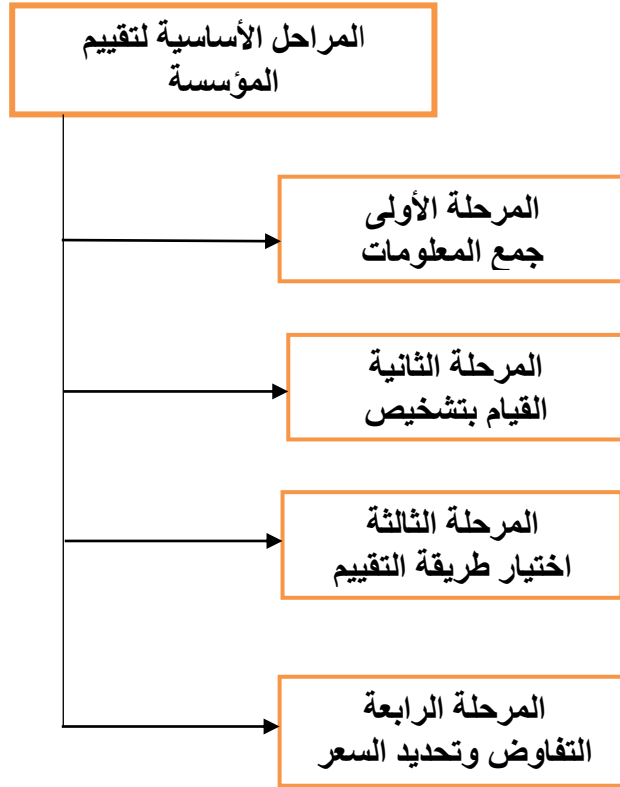 المراحل الأساسية لتقييم
المؤسسة
المرحلة الأولى
جمع المعلومات
المرحلة الثانية
القيام بتشخيص
المرحلة الثالثة
اختيار طريقة التقييم
المرحلة الرابعة
التفاوض وتحديد السعر